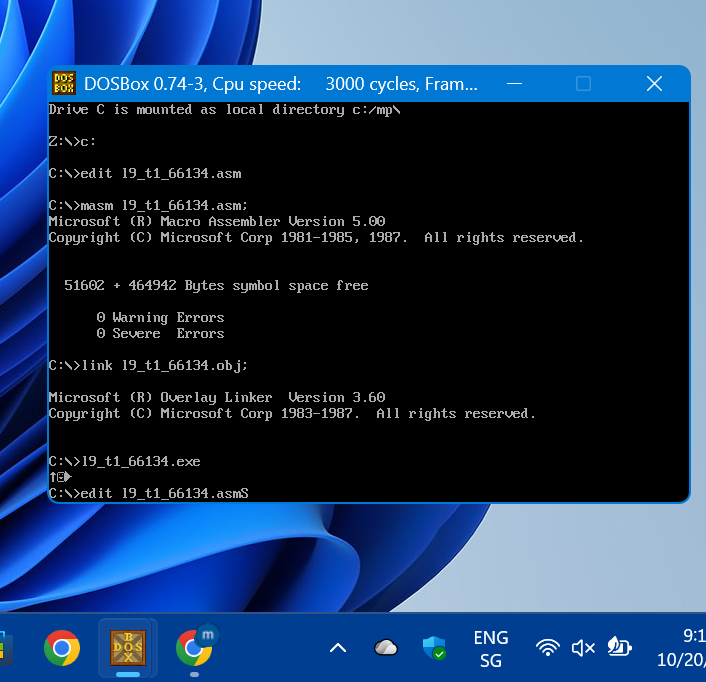 DOSBox 0.74-3, Cpu speed: 3000 cycles, Fram...
Drive C is mounted as local directory c:/mp\
Z:\>c:
C:\>edit l9_t1_66134.asm
C:\>masm l9_t1_66134.asm;
Microsoft (R) Macro Assembler Version 5.00
Copyright (C) Microsoft Corp 1981-1985, 1987. All rights reserved.
51602 + 464942 Bytes symbol space free
0 Warning Errors
0 Severe Errors
C:\>link l9_t1_66134.obj;
Microsoft (R) Overlay Linker Version 3.60
Copyright (C) Microsoft Corp 1983-1987. All rights reserved.
C:\>l9_t1_66134.exe
↑☺►
C:\>edit l9_t1_66134.asmS
DOS
BOX
m
ENG
SG
9:1
10/20/